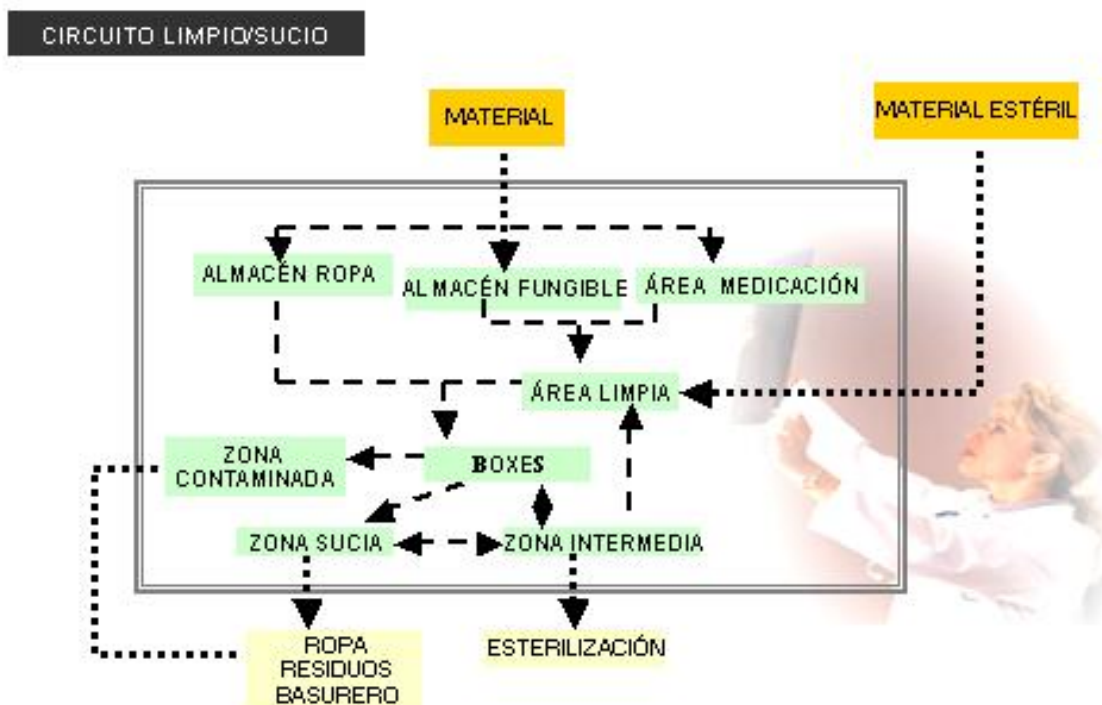 CIRCUITO LIMPIO/SUCIO
MATERIAL
MATERIAL ESTÉRIL
ALMACÉN ROPA
ALMACÉN FUNGIBLE
ÁREA MEDICACIÓN
ÁREA LIMPIA
ZONA
CONTAMINADA
BOXES
ZONA SUCIA
ZONA INTERMEDIA
ROPA
RESIDUOS
BASURERO
ESTERILIZACIÓN